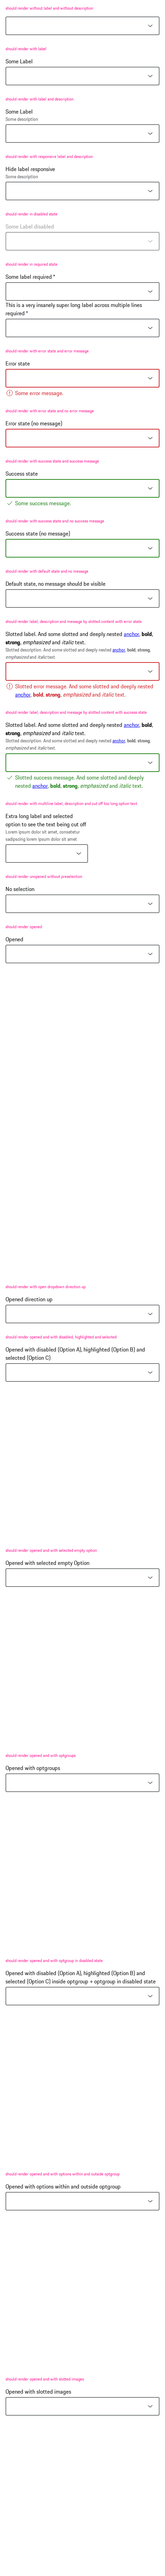 should render without label and without description
should render with label
Some Label
should render with label and description
Some Label
Some description
should render with responsive label and description
Hide label responsive
Some description
should render in disabled state
Some Label disabled
should render in required state
Some label required *
This is a very insanely super long label across multiple lines
required *
should render with error state and error message
Error state
Some error message.
should render with error state and no error message
Error state (no message)
should render with success state and success message
Success state
Some success message.
should render with success state and no success message
Success state (no message)
should render with default state and no message
Default state, no message should be visible
should render label, description and message by slotted content with error state
Slotted label. And some slotted and deeply nested anchor, bold,
strong, emphasized and italic text.
Slotted description. And some slotted and deeply nested anchor, bold, strong,
emphasized and italic text.
Slotted error message. And some slotted and deeply nested
anchor, bold, strong, emphasized and italic text.
should render label, description and message by slotted content with success state
Slotted label. And some slotted and deeply nested anchor, bold,
strong, emphasized and italic text.
Slotted description. And some slotted and deeply nested anchor, bold, strong,
emphasized and italic text.
Slotted success message. And some slotted and deeply
nested anchor, bold, strong, emphasized and italic text.
should render with multiline label, description and cut off too long option text
Extra long label and selected
option to see the text being cut off
Lorem ipsum dolor sit amet, consetetur
sadipscing lorem ipsum dolor sit amet
should render unopened without preselection
No selection
should render opened
Opened
should render with open dropdown direction up
Opened direction up
should render opened and with disabled, highlighted and selected
Opened with disabled (Option A), highlighted (Option B) and
selected (Option C)
should render opened and with selected empty option
Opened with selected empty Option
should render opened and with optgroups
Opened with optgroups
should render opened and with optgroup in disabled state
Opened with disabled (Option A), highlighted (Option B) and
selected (Option C) inside optgroup + optgroup in disabled state
should render opened and with options within and outside optgroup
Opened with options within and outside optgroup
should render opened and with slotted images
Opened with slotted images